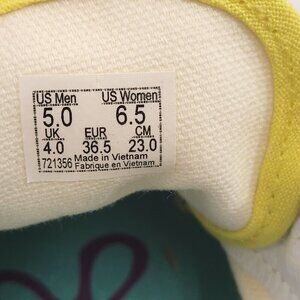 US Men US Women
5.0 6.5
UK EUR CM
4.0 36.5 23.0
721356 Made in Vietnam
Fabrique en Vietnam